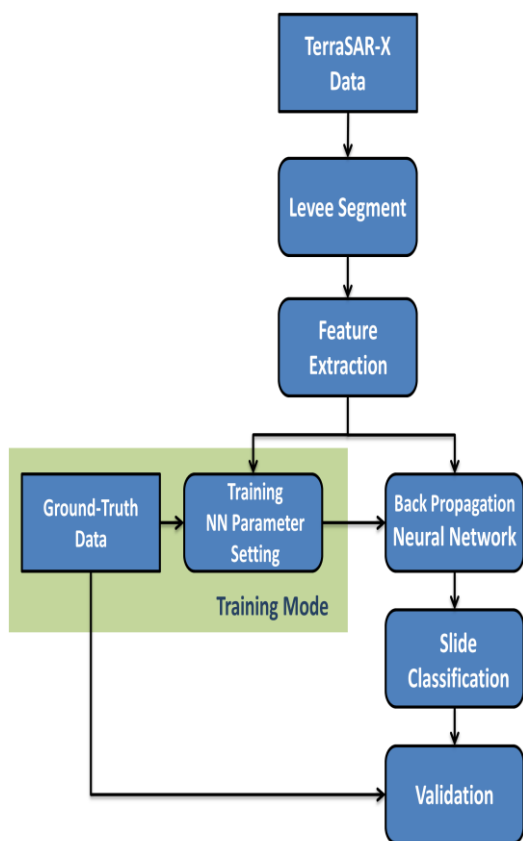 TerraSAR-X
Data
Levee Segment
Feature
Extraction
Ground-Truth
Data
Training
NN Parameter
Setting
Back Propagation
Neural Network
Training Mode
Slide
Classification
Validation